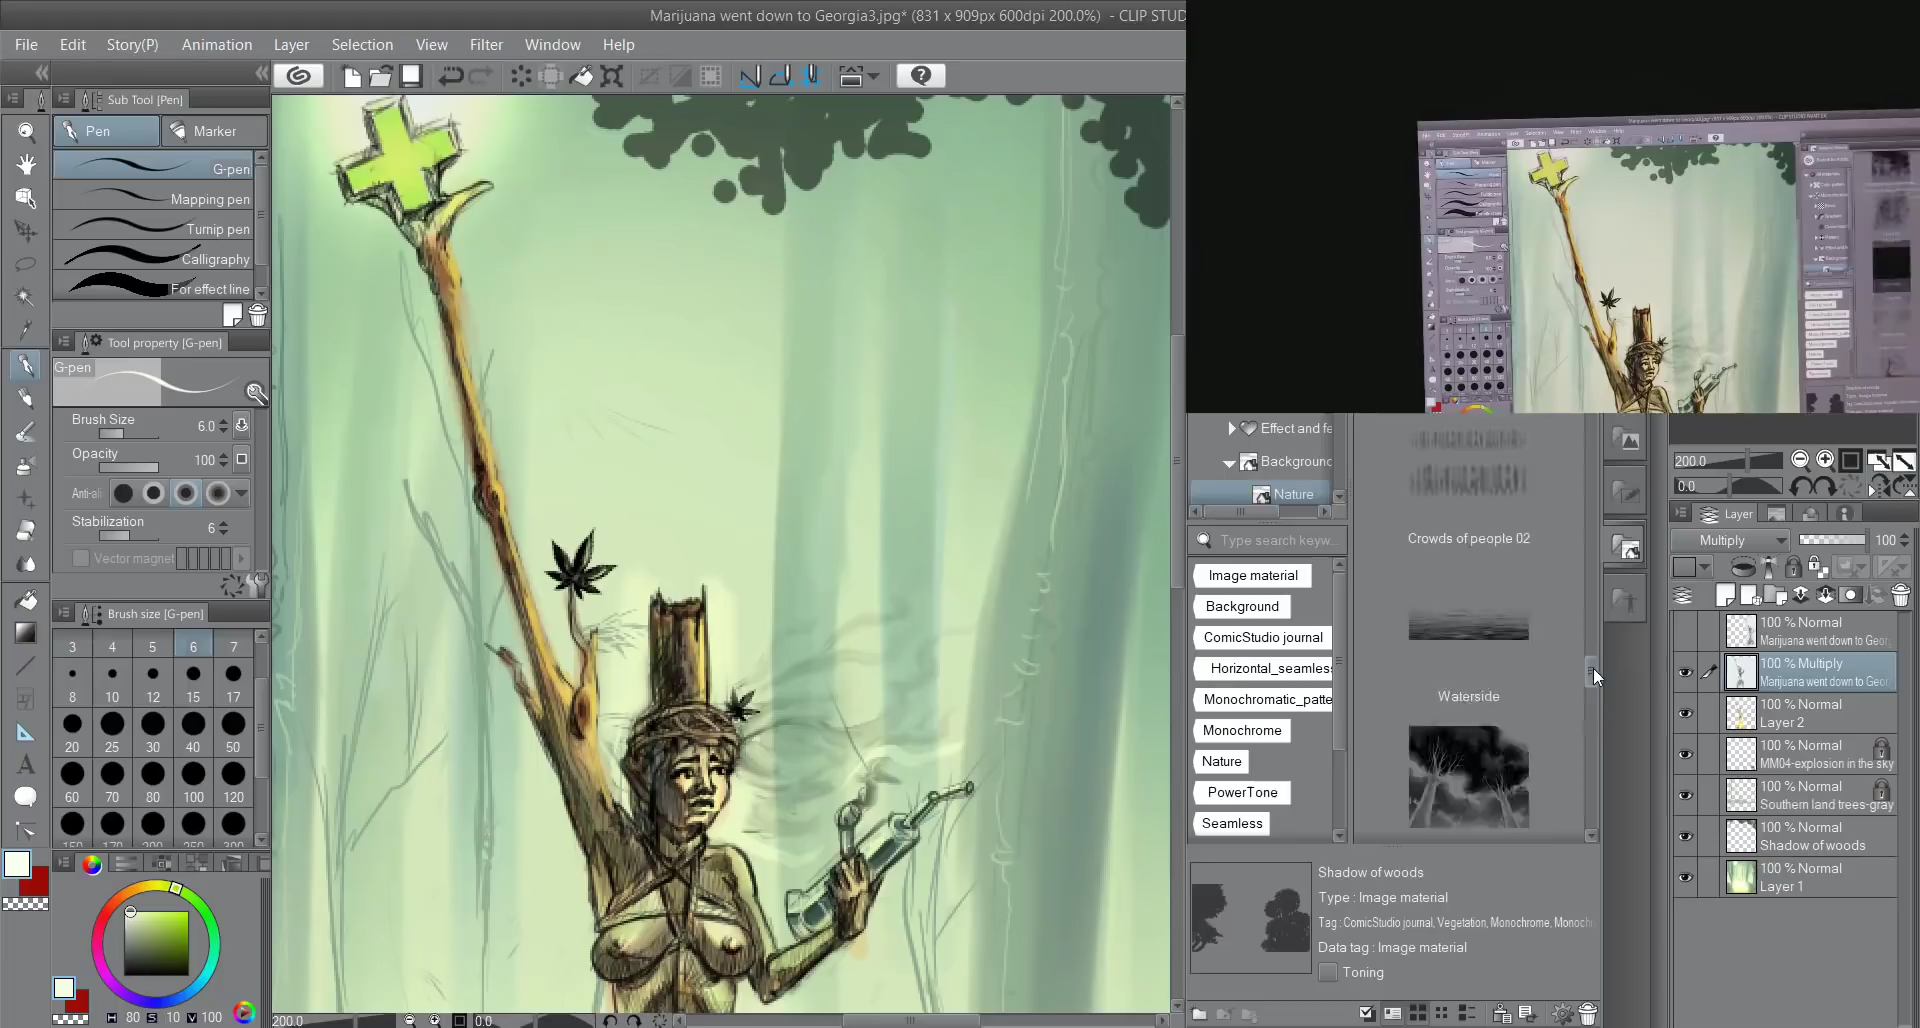 Marijuana went down to Georgia3.jpg* (831 x 909px 600dpi 200.0%) - CLIP STUD
File Edit Story(P) Animation Layer Selection View Filter Window Help
Sub Tool [Pen]
Pen Marker
G-pen
Mapping pen
Turnip pen
Calligraphy
For effect line
Tool property [G-pen]
G-pen
Brush Size 6.0
Opacity 100
Anti-ali
Stabilization 6
Vector magnet
Brush size [G-pen]
3 4 5 6 7
8 10 12 15 17
20 25 30 40 50
60 70 80 100 120
150 170 200 250 300
H 80 S 10 V 100
200.0 0.0
Effect and fe
Background
Nature
Type search keyw...
Image material
Background
ComicStudio journal
Horizontal_seamless
Monochromatic_patte
Monochrome
Nature
PowerTone
Seamless
Crowds of people 02
Waterside
Shadow of woods
Type : Image material
Tag : ComicStudio journal, Vegetation, Monochrome, Monoch
Data tag : Image material
Toning
200.0
0.0
Layer
Multiply 100
100 % Normal
Marijuana went down to Geor
100 % Multiply
Marijuana went down to Geor
100 % Normal
Layer 2
100 % Normal
MM04-explosion in the sky
100 % Normal
Southern land trees-gray
100 % Normal
Shadow of woods
100 % Normal
Layer 1